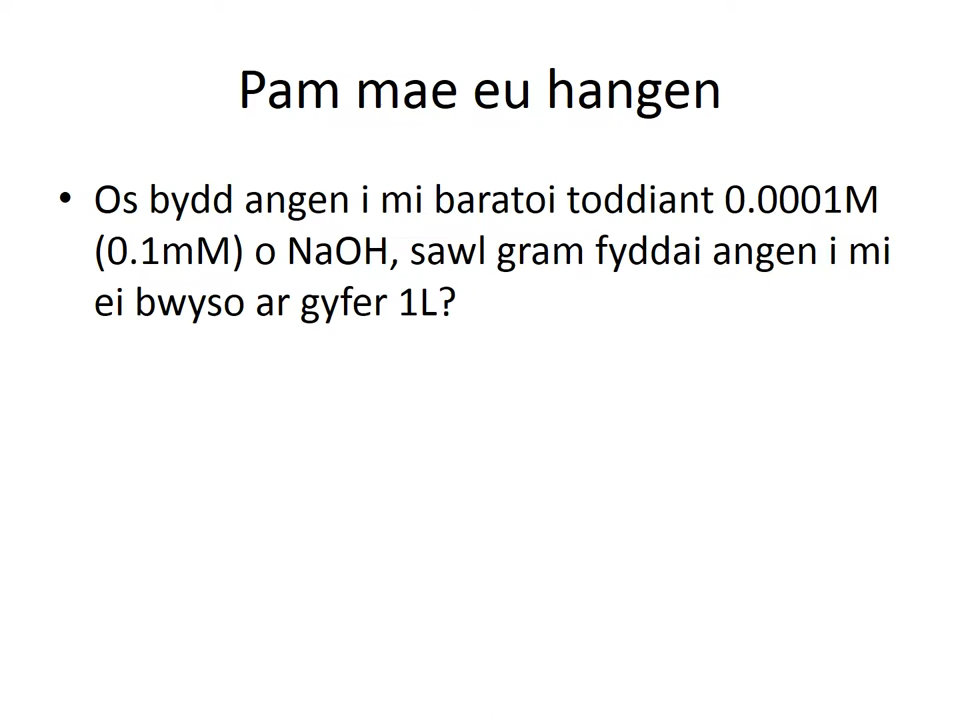 Pam mae eu hangen
• Os bydd angen i mi baratoi toddiant 0.0001M
(0.1mM) o NaOH, sawl gram fyddai angen i mi
ei bwyso ar gyfer 1L?